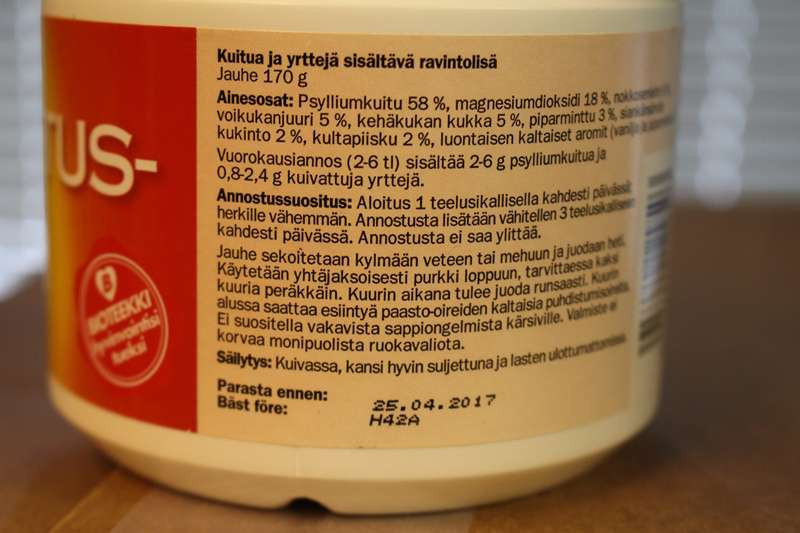 TUS-
BIOTEEKKI
hyvinvointisi
tueksi
Kuitua ja yrttejä sisältävä ravintolisä
Jauhe 170 g
Ainesosat: Psylliumkuitu 58 %, magnesiumdioksidi 18 %,
voikukanjuuri 5 %, kehäkukan kukka 5 %, piparminttu 3 %,
kukinto 2 %, kultapiisku 2 %, luontaisen kaltaiset aromit
Vuorokausiannos (2-6 tl) sisältää 2-6 g psylliumkuitua ja
0,8-2,4 g kuivattuja yrttejä.
Annostussuositus: Aloitus 1 teelusikallisella kahdesti päivässä
herkille vähemmän. Annostusta lisätään vähitellen 3 teelusikalliseen
kahdesti päivässä. Annostusta ei saa ylittää.
Jauhe sekoitetaan kylmään veteen tai mehuun ja juodaan heti.
Käytetään yhtäjaksoisesti purkki loppuun, tarvittaessa kaksi
kuuria peräkkäin. Kuurin aikana tulee juoda runsaasti. Kuurin
alussa saattaa esiintyä paasto-oireiden kaltaisia puhdistumisoireita.
Ei suositella vakavista sappiongelmista kärsiville. Valmiste ei
korvaa monipuolista ruokavaliota.
Säilytys: Kuivassa, kansi hyvin suljettuna ja lasten ulottumattomissa.
Parasta ennen:
Bäst före:
25.04.2017
H42A